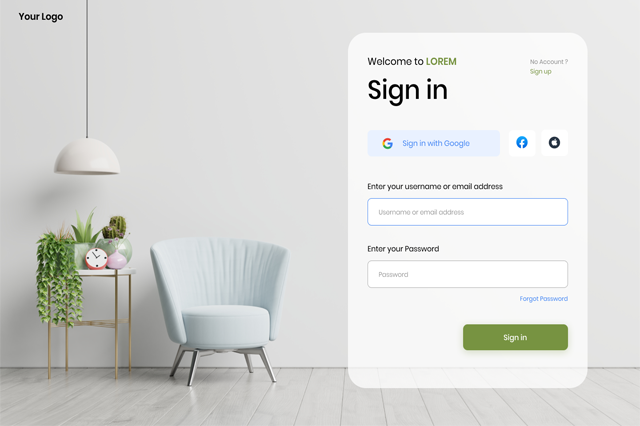 Your Logo
Welcome to LOREM
No Account ?
Sign up
Sign in
Sign in with Google
Enter your username or email address
Username or email address
Enter your Password
Password
Forgot Password
Sign in